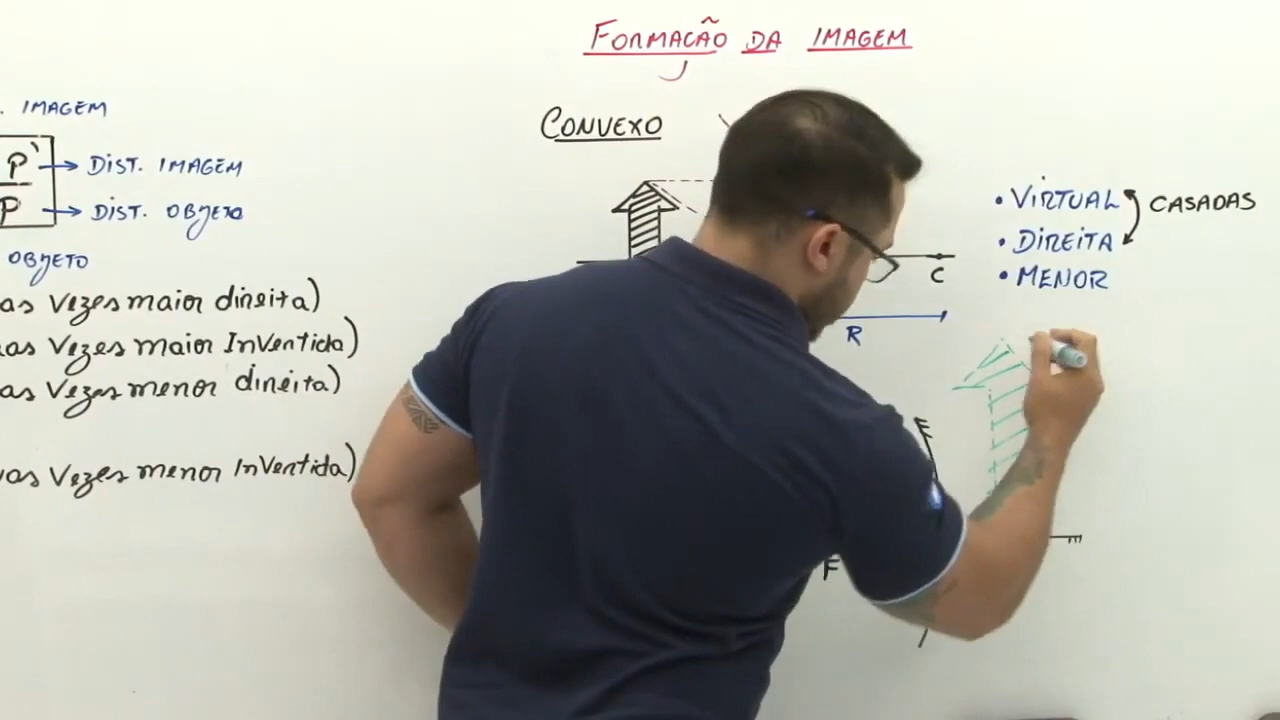 FORMAÇÃO DA IMAGEM
. IMAGEM
P' → DIST. IMAGEM
P → DIST. OBJETO
OBJETO
as vezes maior direita)
as vezes maior Invertida)
as vezes menor direita)
vas vezes menor Invertida)
CONVEXO
C
R
F
• VIRTUAL
• DIREITA
• MENOR
CASADAS